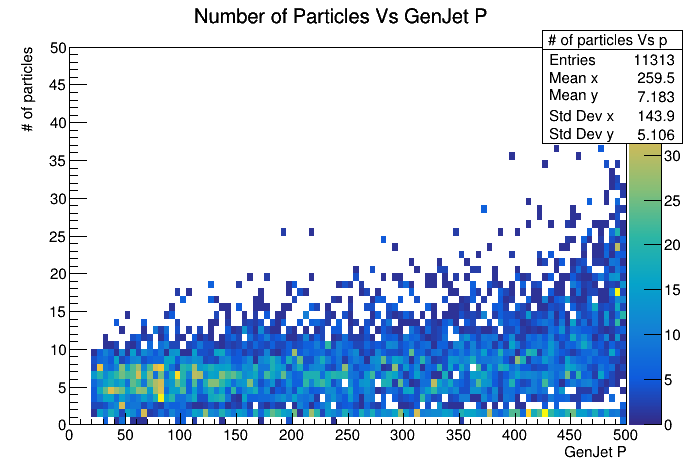 Number of Particles Vs GenJet P
# of particles Vs p
Entries 11313
Mean x 259.5
Mean y 7.183
Std Dev x 143.9
Std Dev y 5.106
# of particles
50
45
40
35
30
25
20
15
10
5
0
0 50 100 150 200 250 300 350 400 450 500
GenJet P
30
25
20
15
10
5
0